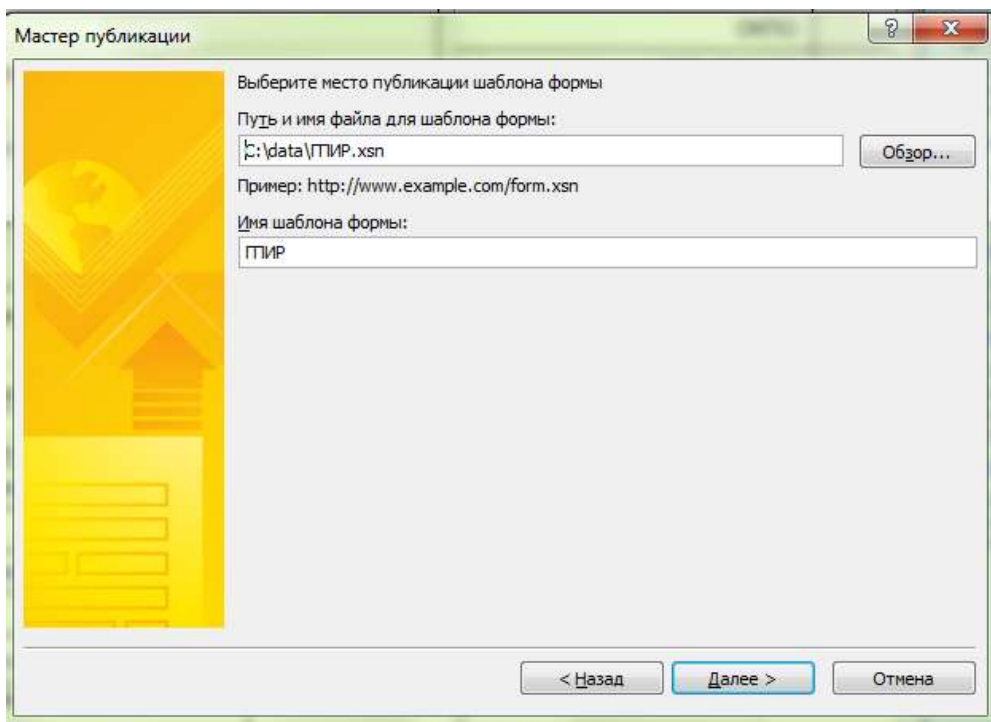 Мастер публикации
Выберите место публикации шаблона формы
Путь и имя файла для шаблона формы:
C:\data\ГПИР.xsn
Обзор...
Пример: http://www.example.com/form.xsn
Имя шаблона формы:
ГПИР
< Назад
Далее >
Отмена